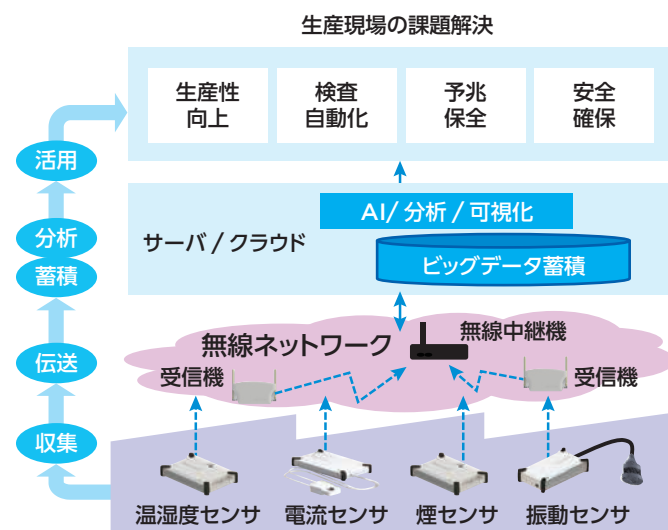 生産現場の課題解決
生産性
向上
検査
自動化
予兆
保全
安全
確保
活用
分析
蓄積
伝送
収集
AI/ 分析 / 可視化
サーバ / クラウド
ビッグデータ蓄積
無線ネットワーク
無線中継機
受信機
受信機
温湿度センサ
電流センサ
煙センサ
振動センサ